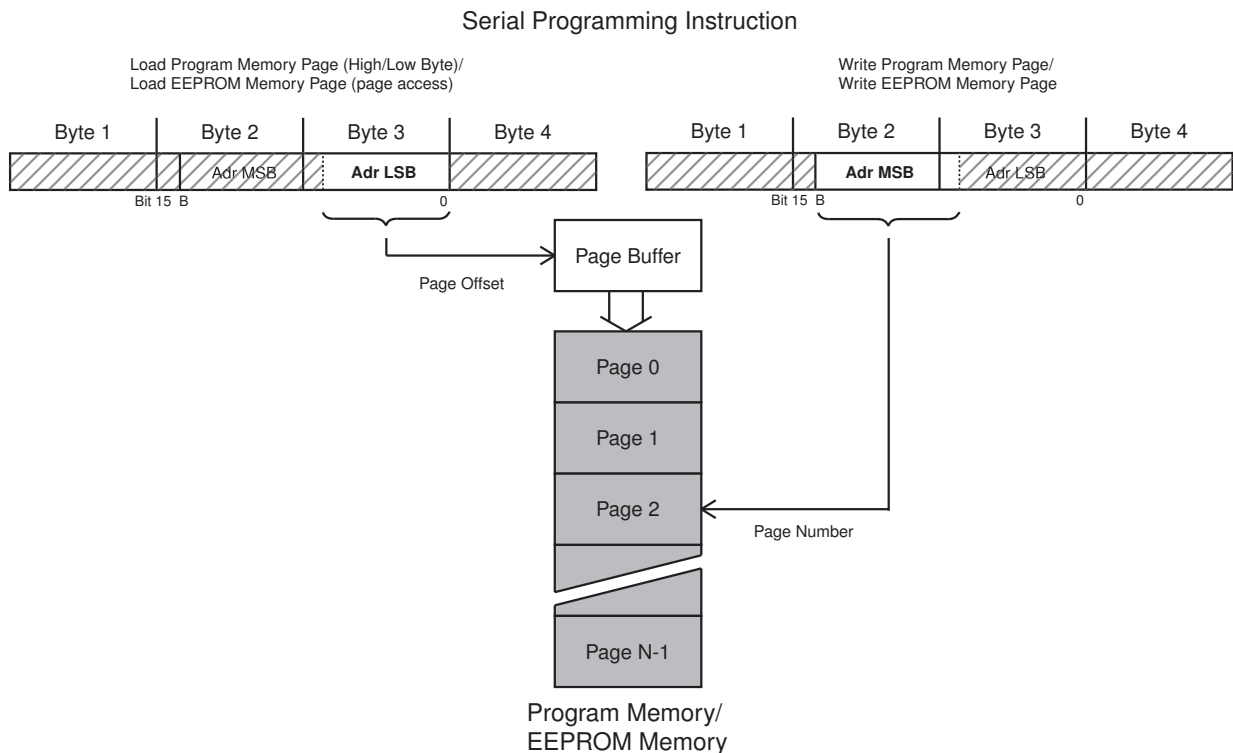 Serial Programming Instruction
Load Program Memory Page (High/Low Byte)/
Load EEPROM Memory Page (page access)
Write Program Memory Page/
Write EEPROM Memory Page
Byte 1 Byte 2 Byte 3 Byte 4
Byte 1 Byte 2 Byte 3 Byte 4
Adr MSB Adr LSB
Adr MSB Adr LSB
Bit 15 B 0
Bit 15 B 0
Page Buffer
Page Offset
Page 0
Page 1
Page 2
Page Number
Page N-1
Program Memory/
EEPROM Memory